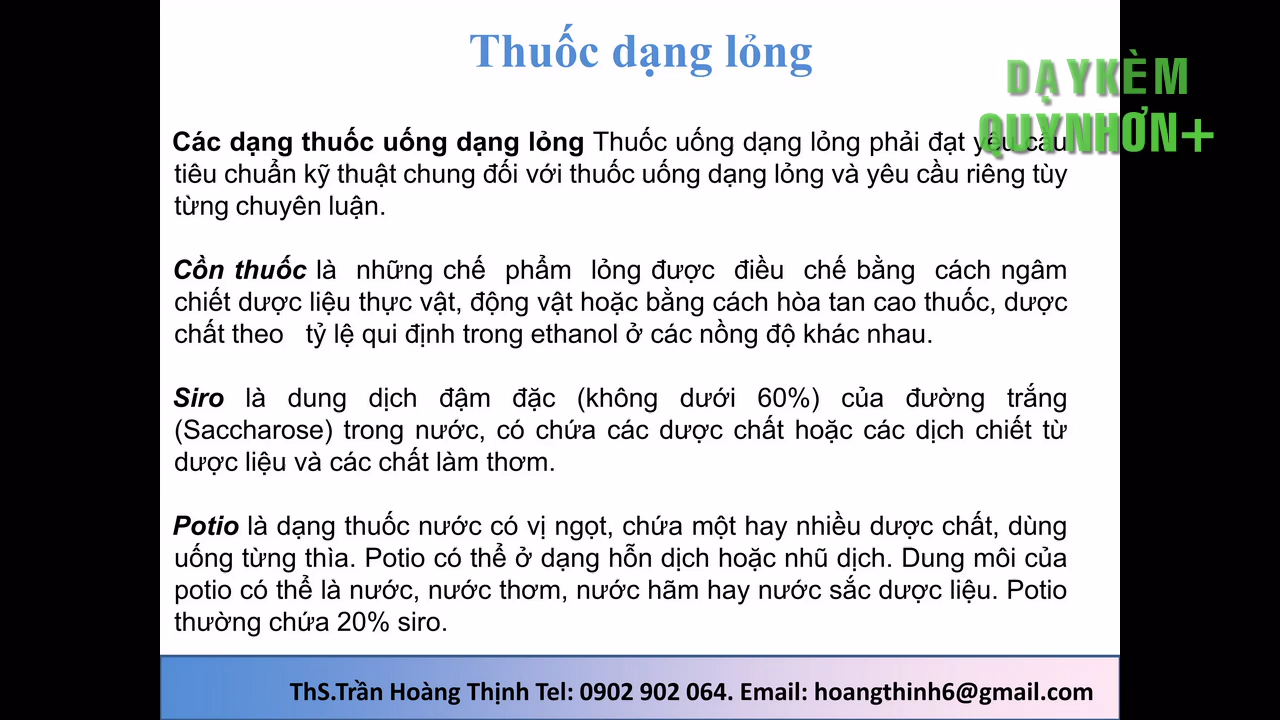 Thuốc dạng lỏng
DẠY KÈM
QUY NHƠN+
Các dạng thuốc uống dạng lỏng Thuốc uống dạng lỏng phải đạt yêu cầu
tiêu chuẩn kỹ thuật chung đối với thuốc uống dạng lỏng và yêu cầu riêng tùy
từng chuyên luận.
Cồn thuốc là những chế phẩm lỏng được điều chế bằng cách ngâm
chiết dược liệu thực vật, động vật hoặc bằng cách hòa tan cao thuốc, dược
chất theo tỷ lệ qui định trong ethanol ở các nồng độ khác nhau.
Siro là dung dịch đậm đặc (không dưới 60%) của đường trắng
(Saccharose) trong nước, có chứa các dược chất hoặc các dịch chiết từ
dược liệu và các chất làm thơm.
Potio là dạng thuốc nước có vị ngọt, chứa một hay nhiều dược chất, dùng
uống từng thìa. Potio có thể ở dạng hỗn dịch hoặc nhũ dịch. Dung môi của
potio có thể là nước, nước thơm, nước hãm hay nước sắc dược liệu. Potio
thường chứa 20% siro.
ThS.Trần Hoàng Thịnh Tel: 0902 902 064. Email: hoangthinh6@gmail.com